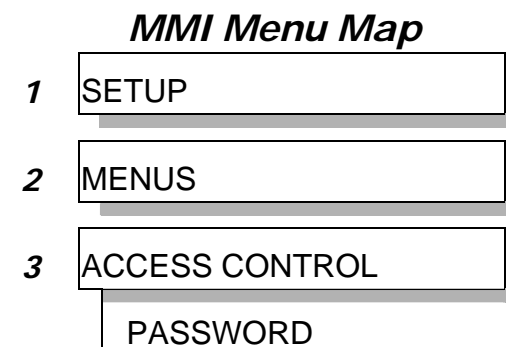 MMI Menu Map
1 SETUP
2 MENUS
3 ACCESS CONTROL
PASSWORD